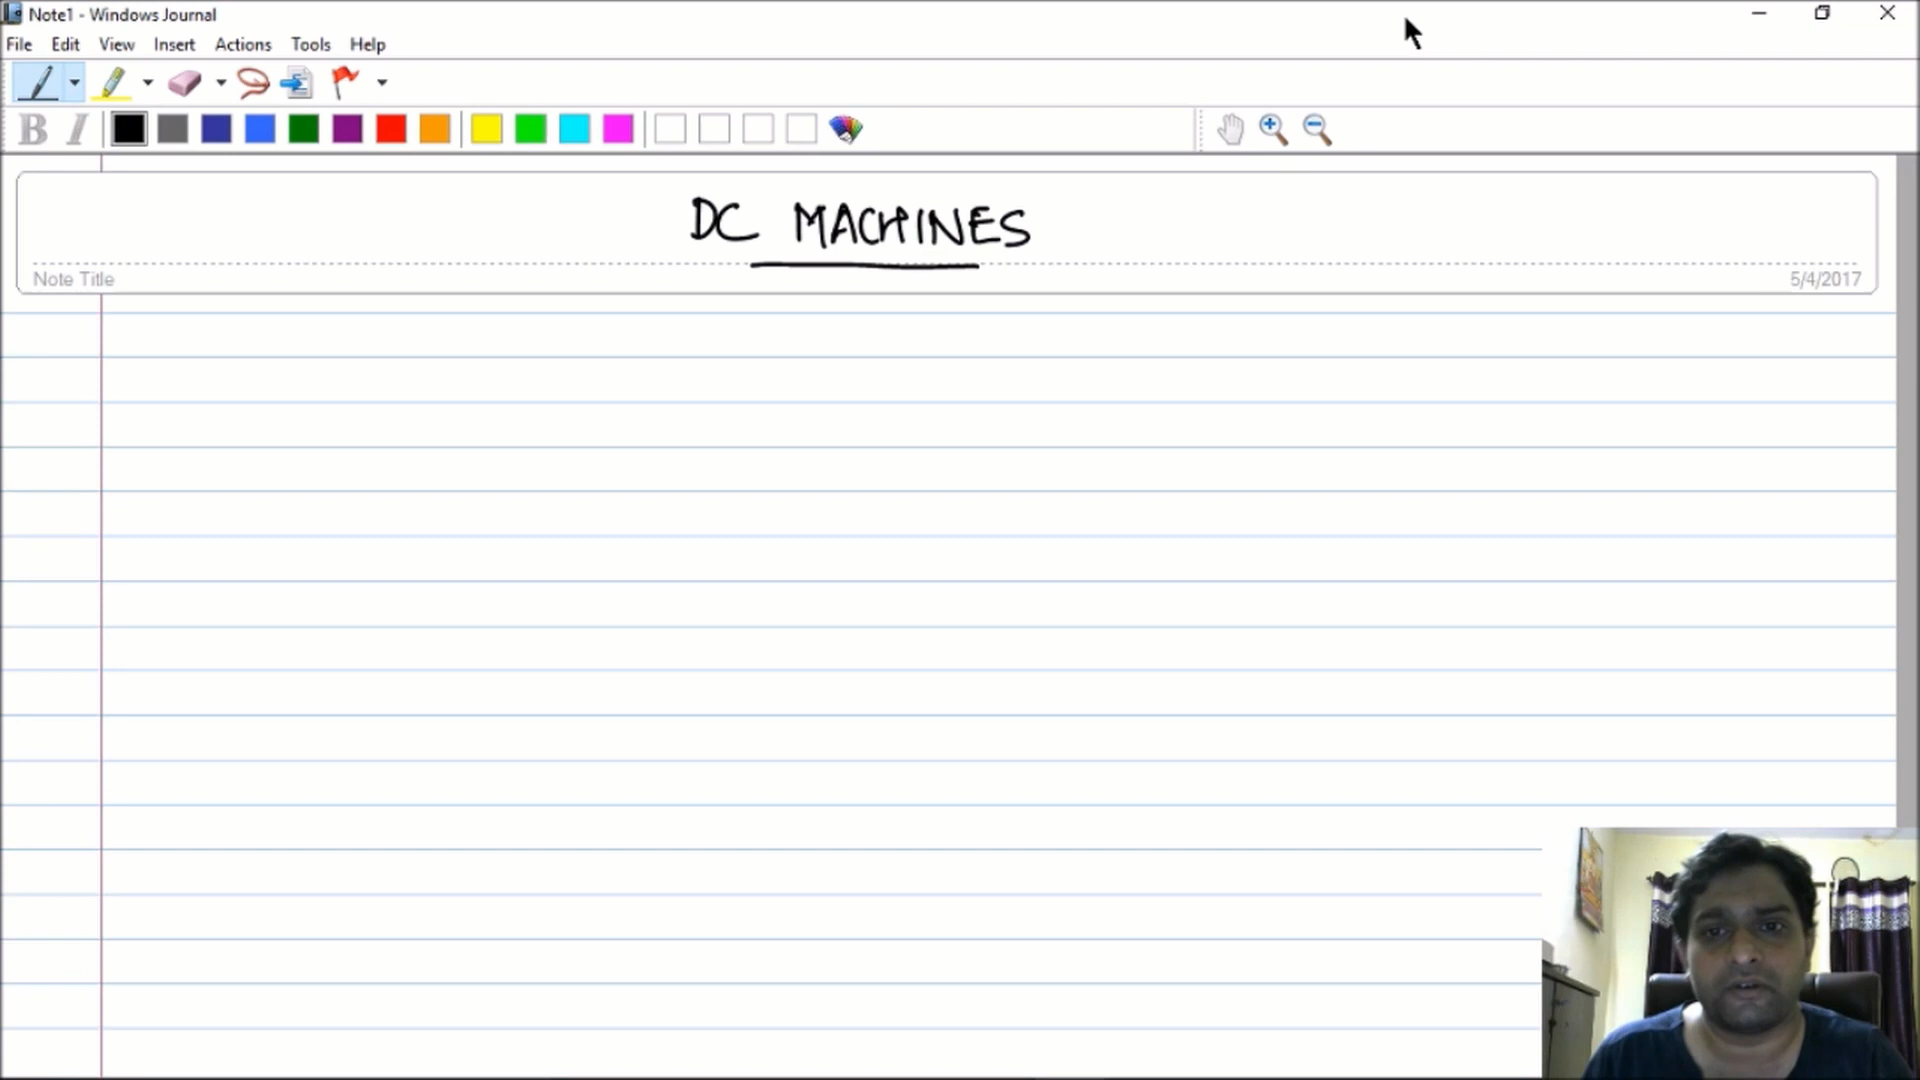 Note1 - Windows Journal
File Edit View Insert Actions Tools Help
B I
DC MACHINES
Note Title 5/4/2017